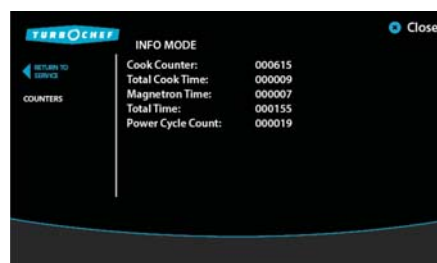 TURBOCHEF
Close
INFO MODE
RETURN TO
SERVICE
COUNTERS
Cook Counter: 000615
Total Cook Time: 000009
Magnetron Time: 000007
Total Time: 000155
Power Cycle Count: 000019